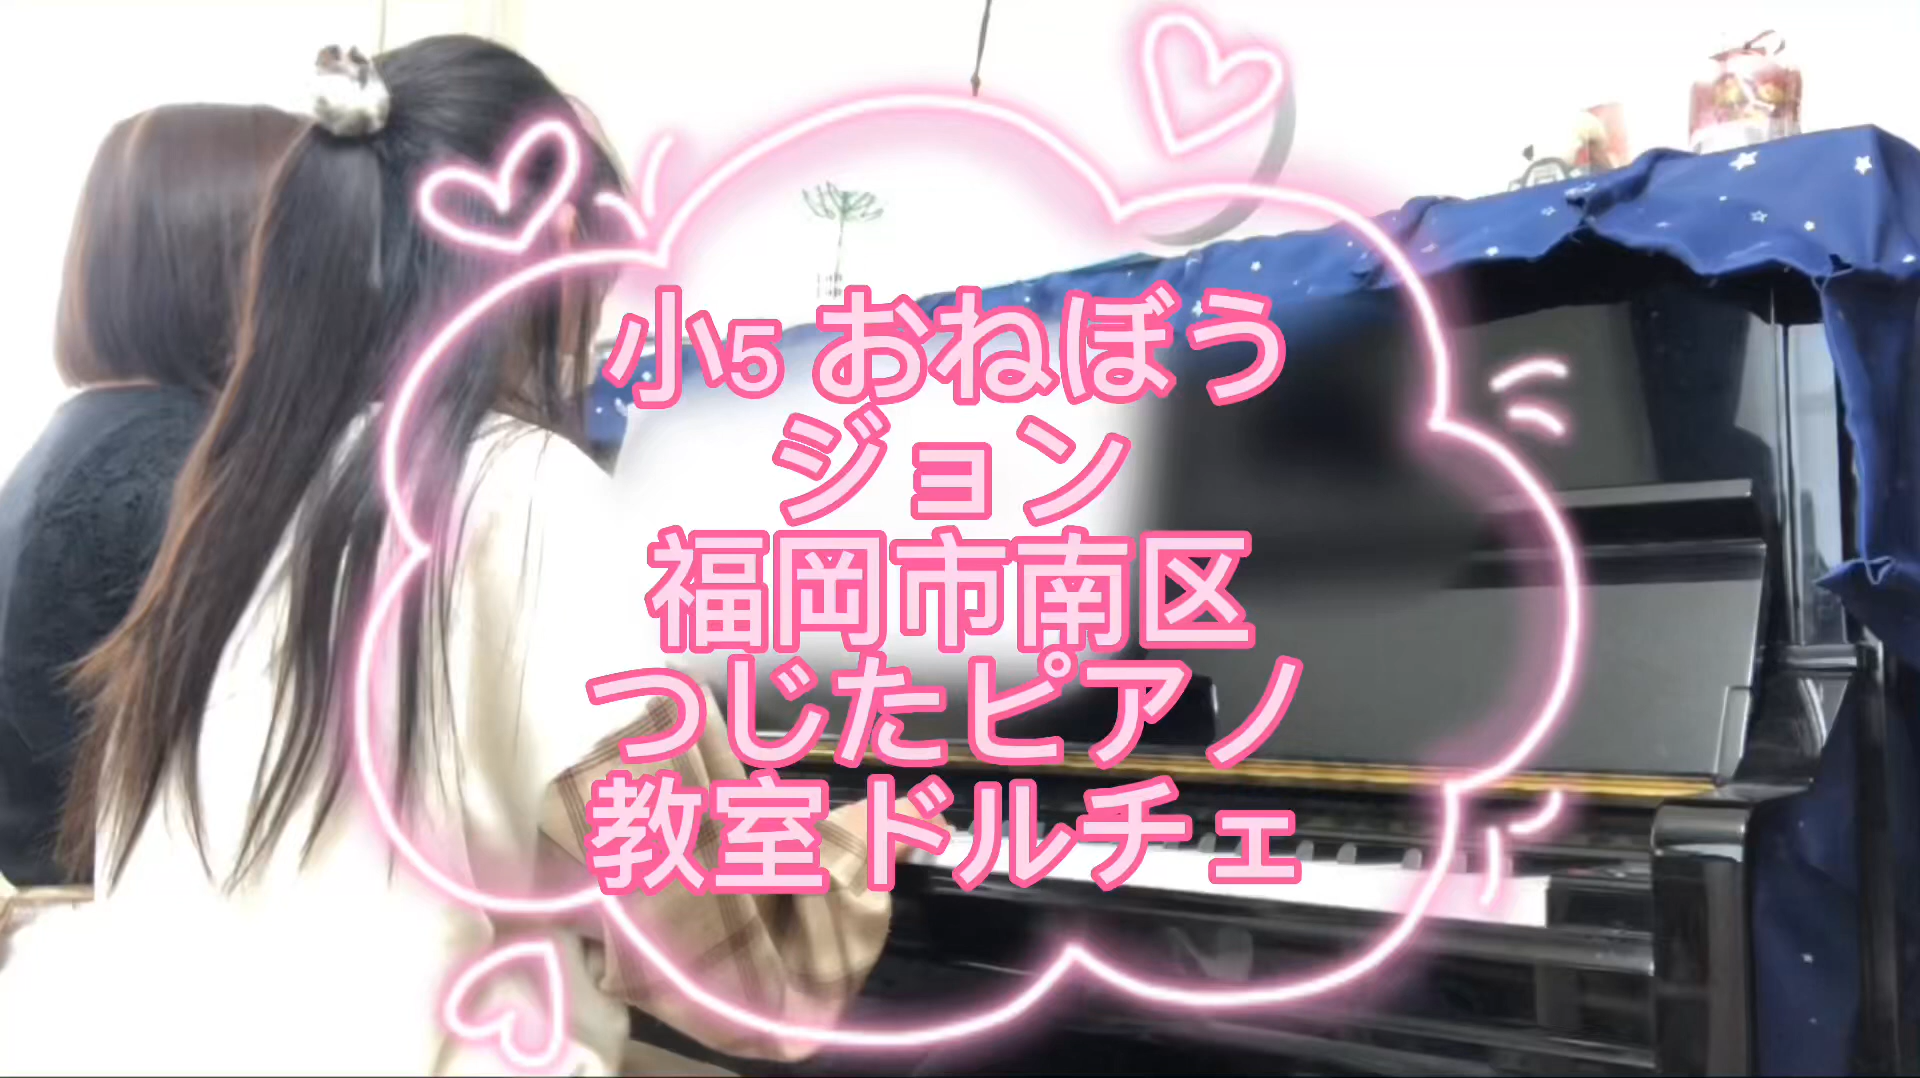 小5 おねぼう
ジョン
福岡市南区
つじたピアノ
教室ドルチェ